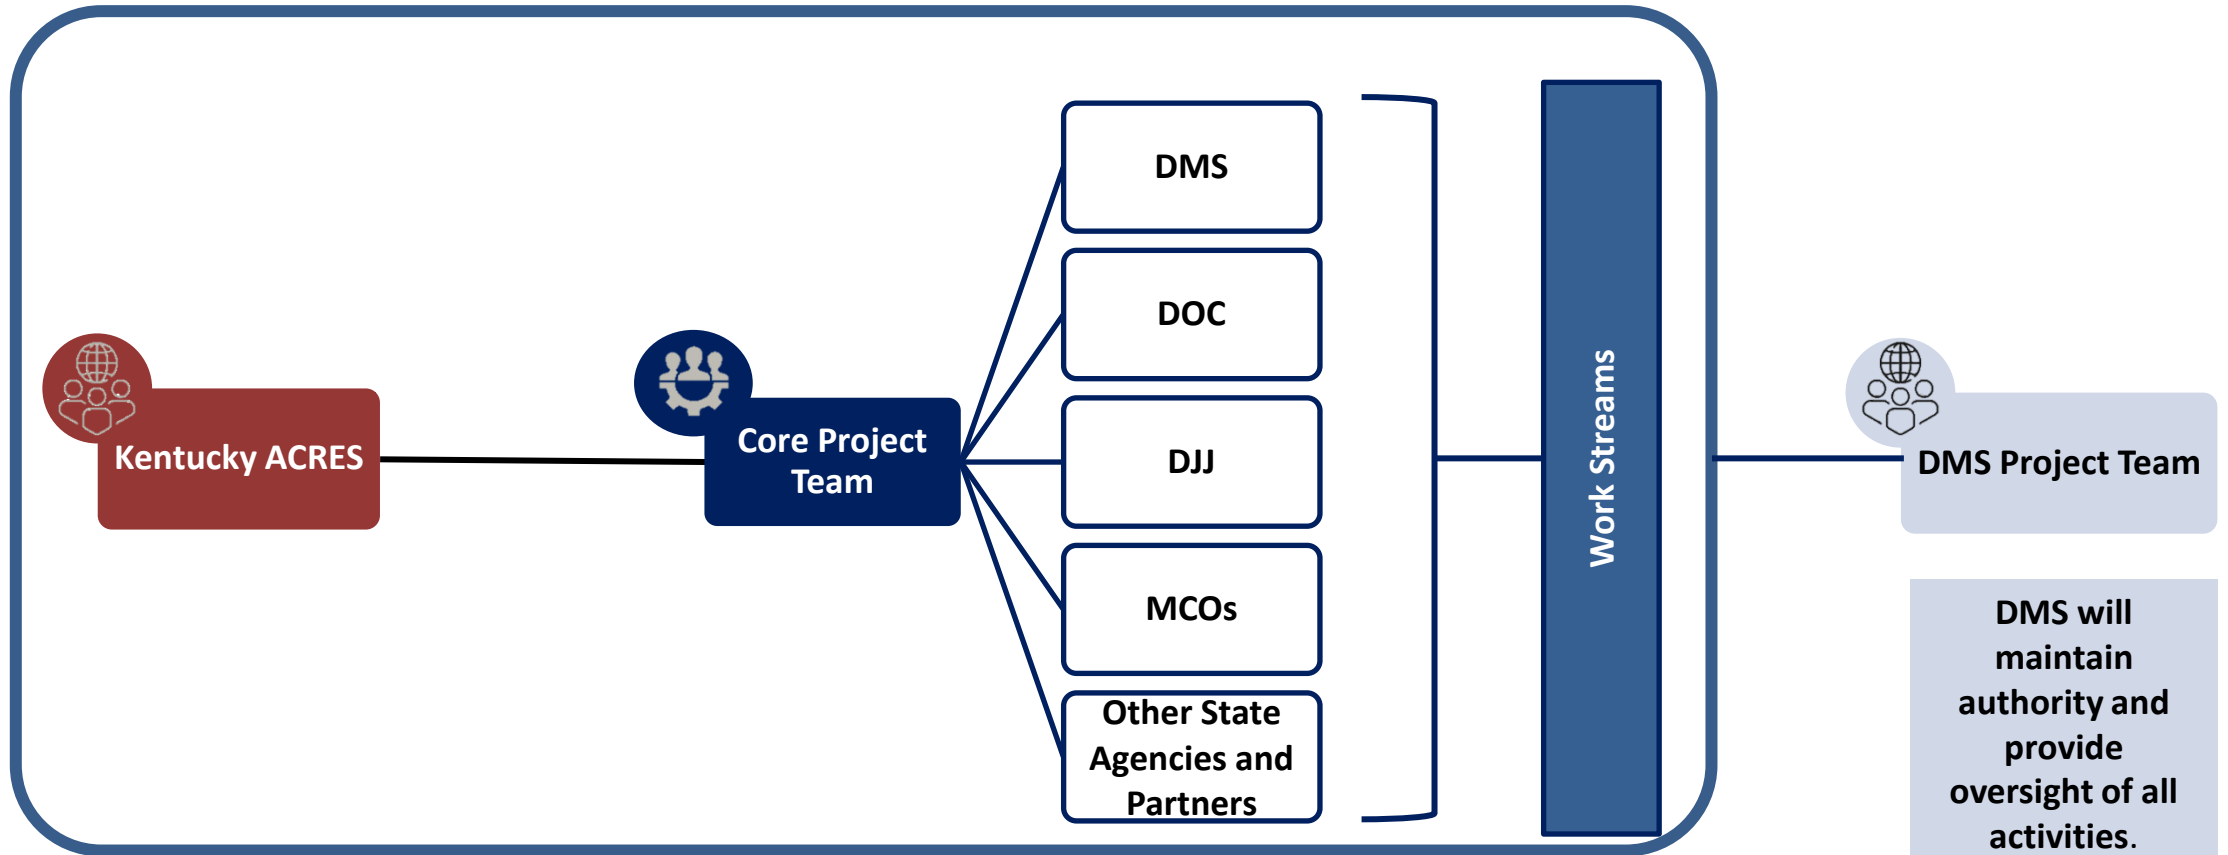 Kentucky ACRES
Core Project
Team
DMS
DOC
DJJ
MCOs
Other State
Agencies and
Partners
Work Streams
DMS Project Team
DMS will
maintain
authority and
provide
oversight of all
activities.